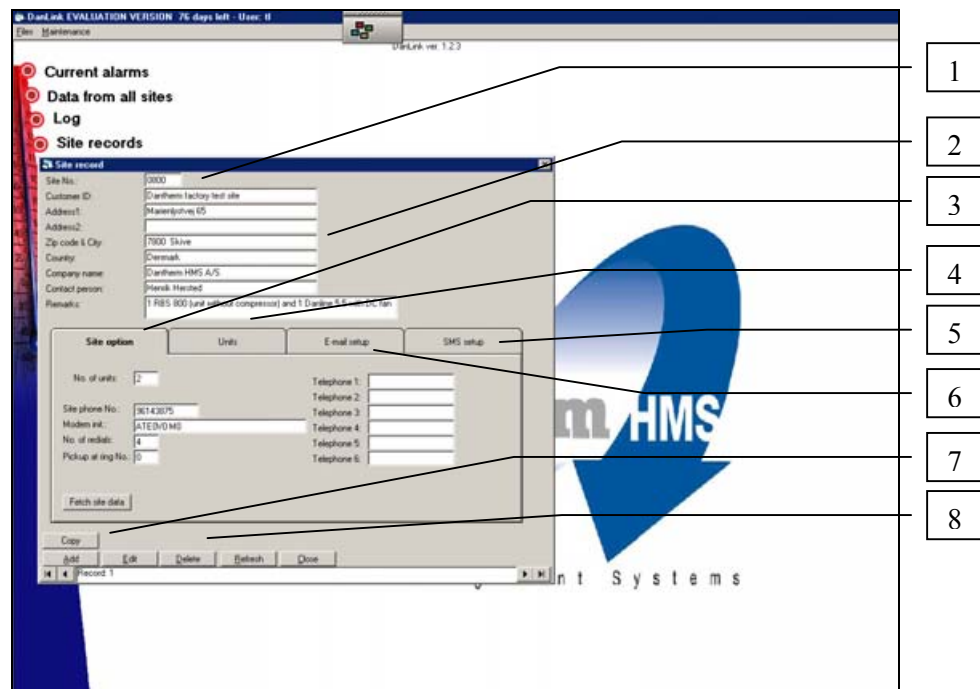 DanLink EVALUATION VERSION 76 days left - User: tl
Files Maintenance
DanLink ver. 1.2.3
Current alarms
Data from all sites
Log
Site records
Site record
Site No.: 0800
Customer ID: Dantherm factory test site
Address1: Marienlystvej 65
Address2:
Zip code & City: 7800 Skive
Country: Denmark
Company name: Dantherm HMS A/S
Contact person: Henrik Hersted
Remarks: 1 RBS 800 (unit without compressor) and 1 Danline 5.5 with DC fan
Site option Units E-mail setup SMS setup
No. of units: 2 Telephone 1:
Telephone 2:
Site phone No.: 96143875 Telephone 3:
Modem init.: ATE0V0M0 Telephone 4:
No. of redials: 4 Telephone 5:
Pickup at ring No.: 0 Telephone 6:
Fetch site data
Copy
Add Edit Delete Refresh Close
Record: 1
m HMS
nt Systems
1
2
3
4
5
6
7
8